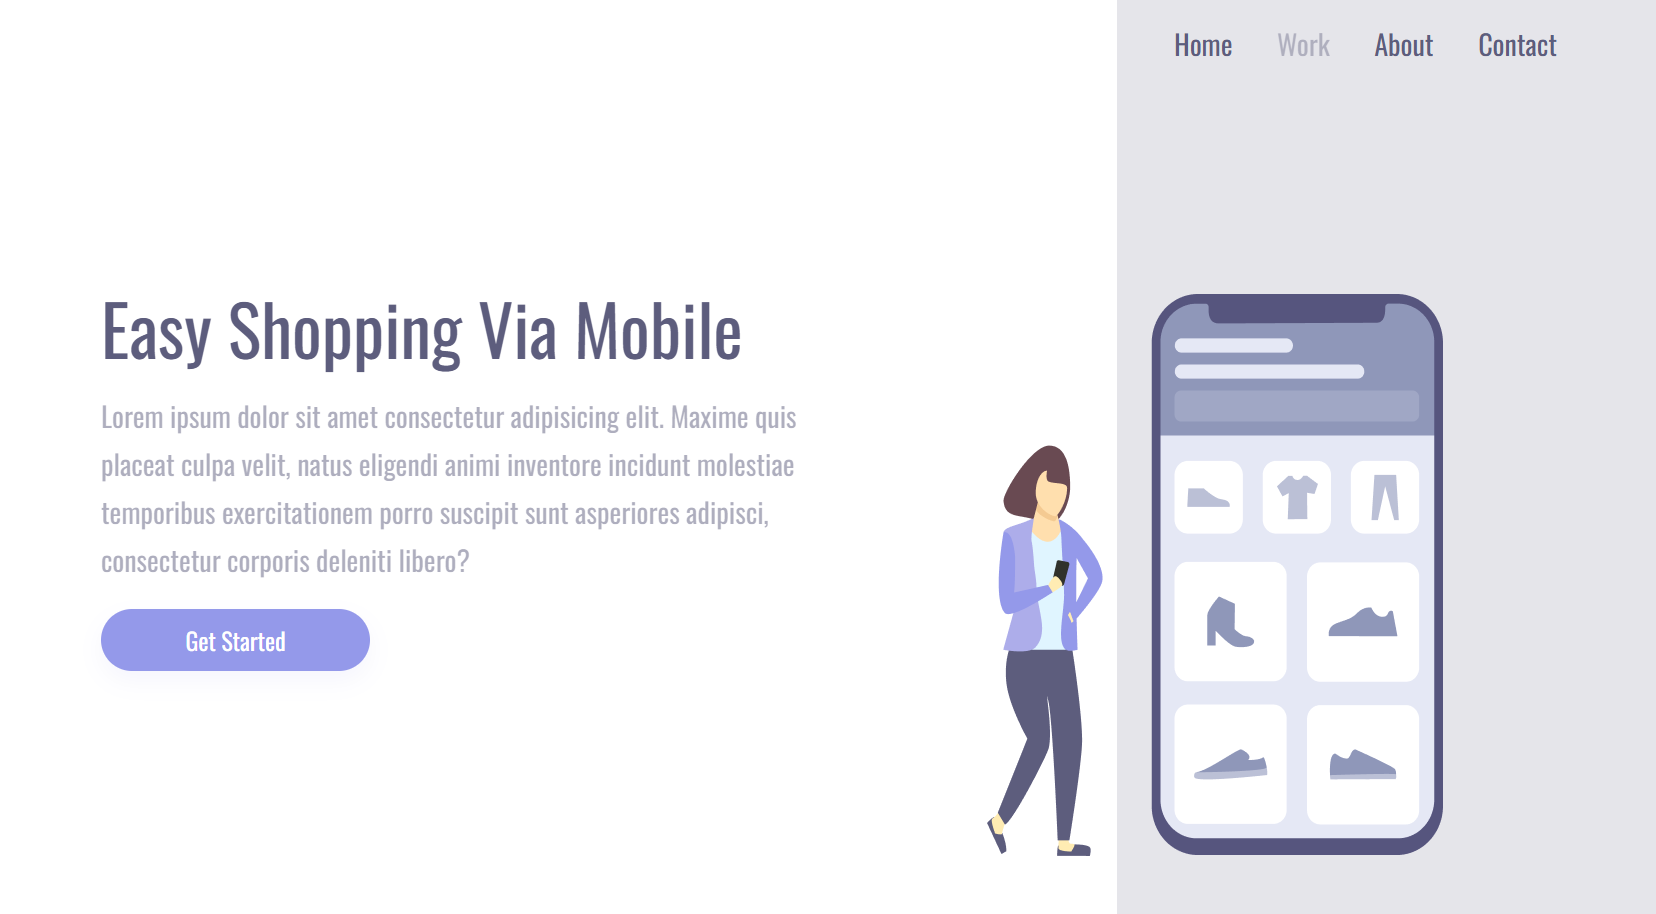 Home Work About Contact
Easy Shopping Via Mobile
Lorem ipsum dolor sit amet consectetur adipisicing elit. Maxime quis
placeat culpa velit, natus eligendi animi inventore incidunt molestiae
temporibus exercitationem porro suscipit sunt asperiores adipisci,
consectetur corporis deleniti libero?
Get Started